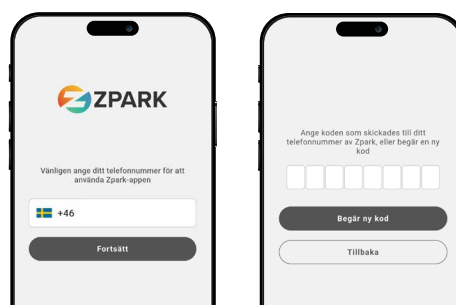 ZPARK
Vänligen ange ditt telefonnummer för att
använda Zpark-appen
+46
Fortsätt
Ange koden som skickades till ditt
telefonnummer av Zpark, eller begär en ny
kod
Begär ny kod
Tillbaka